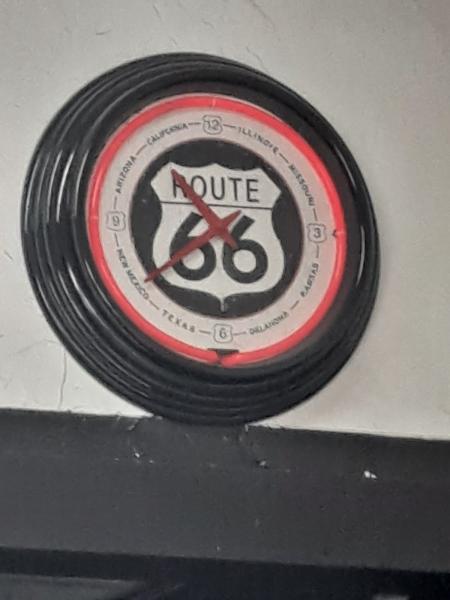 12
ILLINOIS
MISSOURI
3
KANSAS
OKLAHOMA
6
TEXAS
NEW MEXICO
9
ARIZONA
CALIFORNIA
ROUTE
66